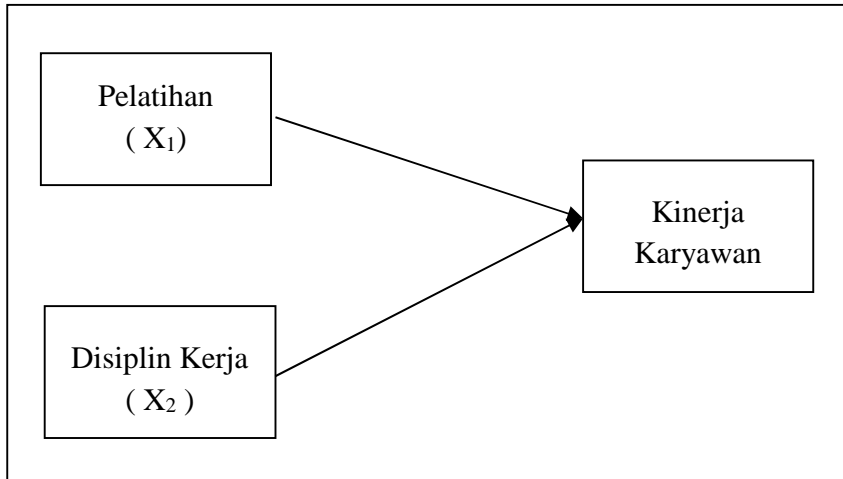 Pelatihan
( X₁)
Kinerja
Karyawan
Disiplin Kerja
( X₂ )